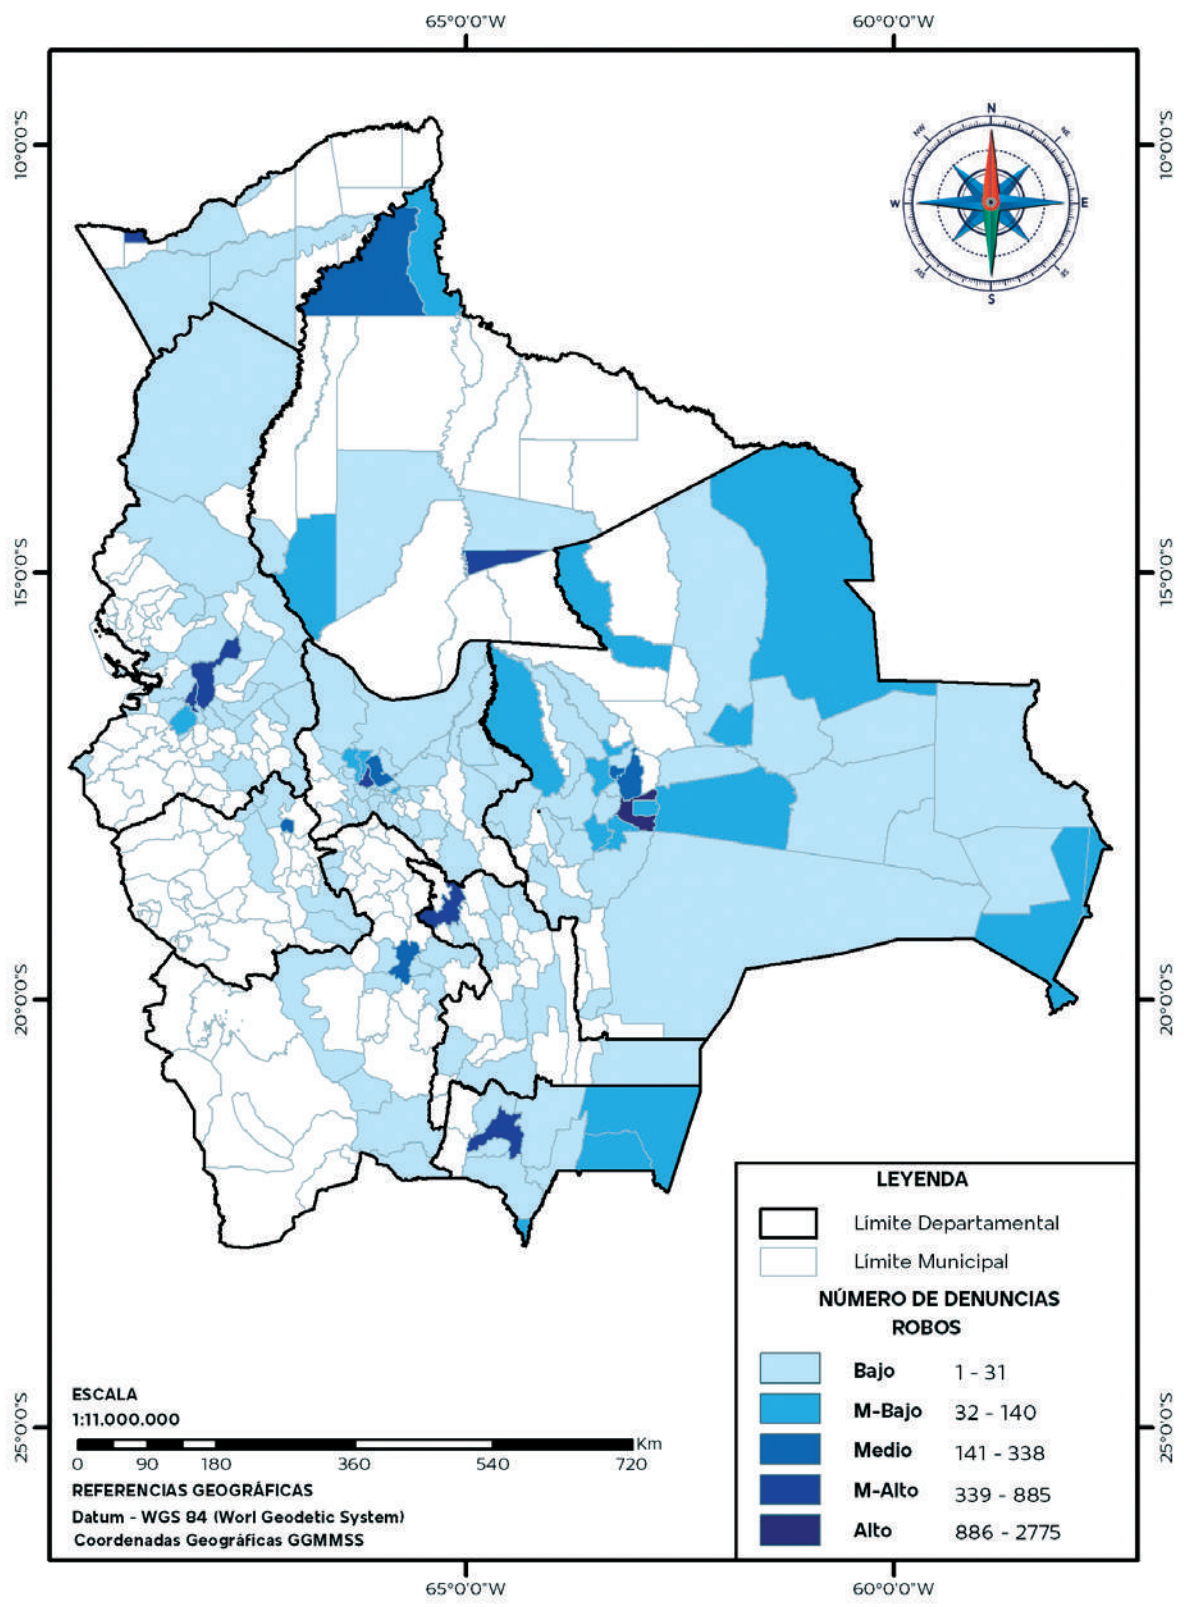 65°0'0"W
60°0'0"W
10°0'0"S
10°0'0"S
N
NW
NE
W
E
S
15°0'0"S
15°0'0"S
20°0'0"S
20°0'0"S
LEYENDA
Límite Departamental
Límite Municipal
NÚMERO DE DENUNCIAS
ROBOS
Bajo 1 - 31
M-Bajo 32 - 140
Medio 141 - 338
M-Alto 339 - 885
Alto 886 - 2775
ESCALA
1:11.000.000
Km
0 90 180 360 540 720
REFERENCIAS GEOGRÁFICAS
Datum - WGS 84 (Worl Geodetic System)
Coordenadas Geográficas GGMMSS
25°0'0"S
25°0'0"S
65°0'0"W
60°0'0"W